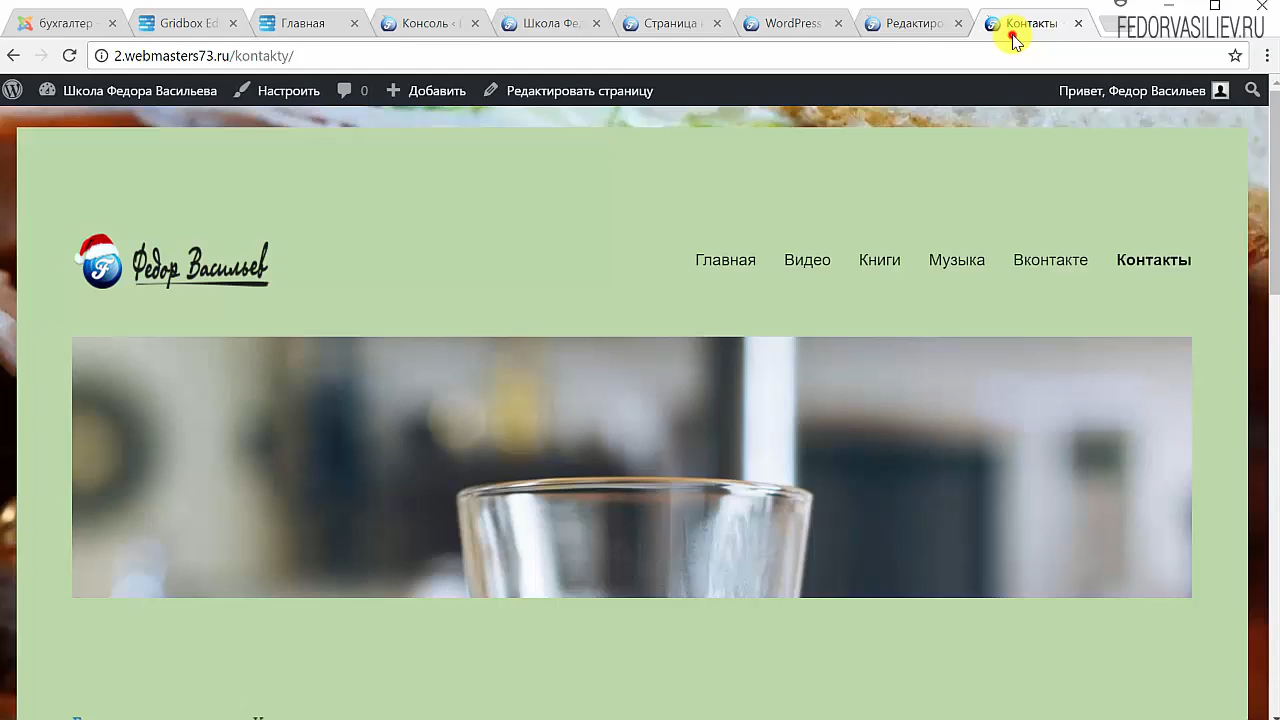 бухгалтер
Gridbox Ed
Главная
Консоль ‹
Школа Фе
Страница
WordPress
Редактиро
Контакты
FEDORVASILIEV.RU
2.webmasters73.ru/kontakty/
Школа Федора Васильева
Настроить
0
Добавить
Редактировать страницу
Привет, Федор Васильев
Федор Васильев
Главная
Видео
Книги
Музыка
Вконтакте
Контакты